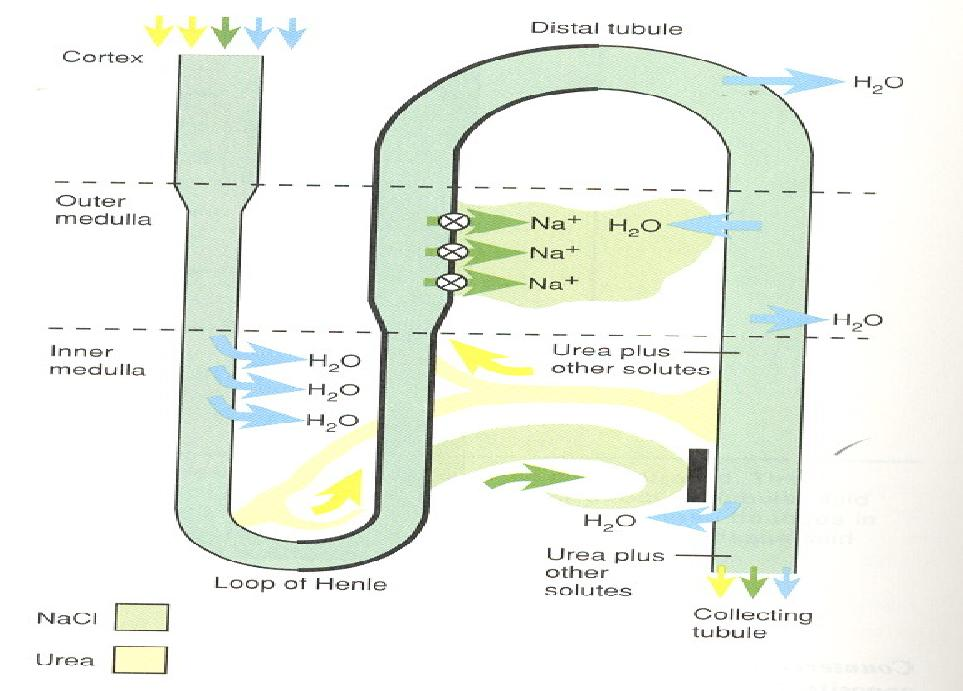 Distal tubule
Cortex
H₂O
Outer
medulla
Na⁺
H₂O
Na⁺
Na⁺
H₂O
Inner
medulla
H₂O
H₂O
H₂O
Urea plus
other solutes
H₂O
Urea plus
other
solutes
Loop of Henle
Collecting
tubule
NaCl
Urea